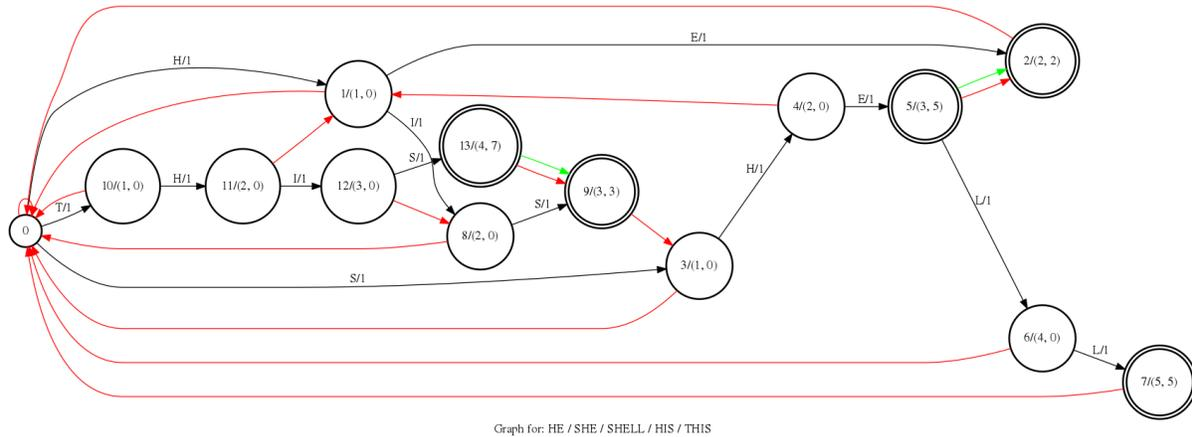 E/1
2/(2, 2)
H/1
1/(1, 0)
4/(2, 0)
E/1
5/(3, 5)
I/1
13/(4, 7)
S/1
H/1
10/(1, 0)
H/1
11/(2, 0)
I/1
12/(3, 0)
9/(3, 3)
T/1
S/1
L/1
0
8/(2, 0)
3/(1, 0)
S/1
6/(4, 0)
L/1
7/(5, 5)
Graph for: HE / SHE / SHELL / HIS / THIS